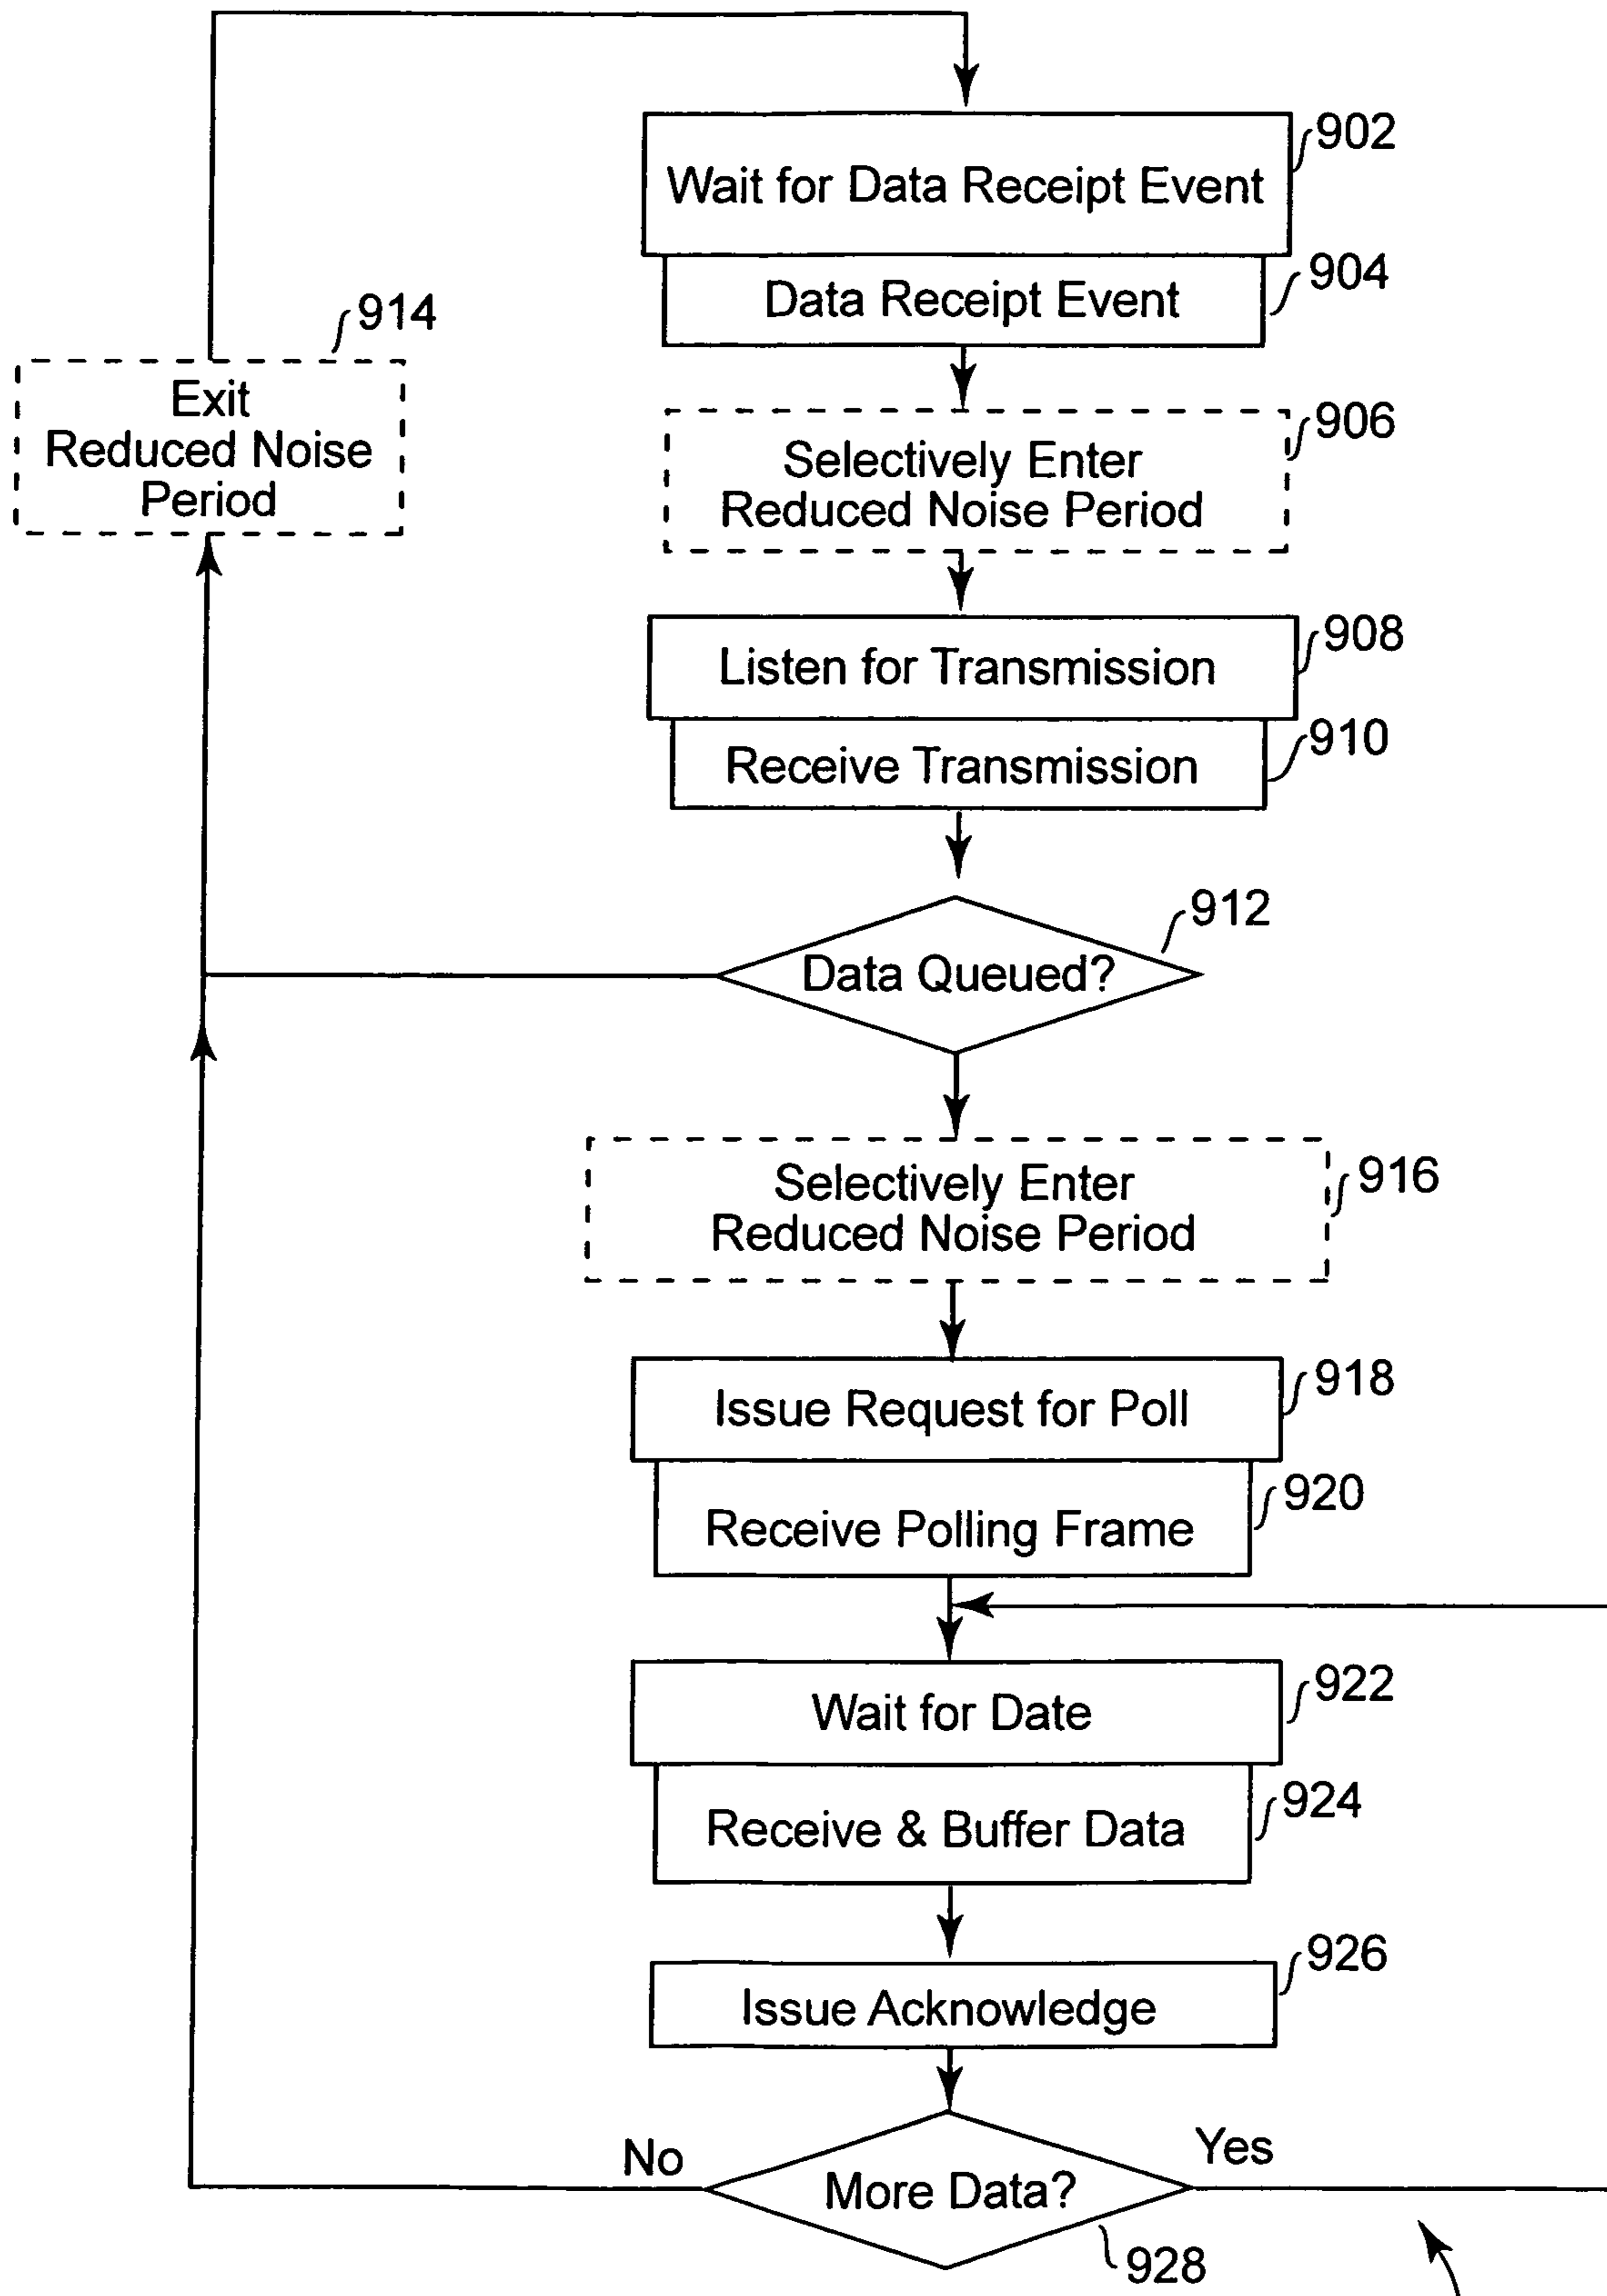 902
Wait for Data Receipt Event
904
Data Receipt Event
914
Exit
Reduced Noise
Period
906
Selectively Enter
Reduced Noise Period
908
Listen for Transmission
910
Receive Transmission
912
Data Queued?
916
Selectively Enter
Reduced Noise Period
918
Issue Request for Poll
920
Receive Polling Frame
922
Wait for Date
924
Receive & Buffer Data
926
Issue Acknowledge
No
Yes
More Data?
928